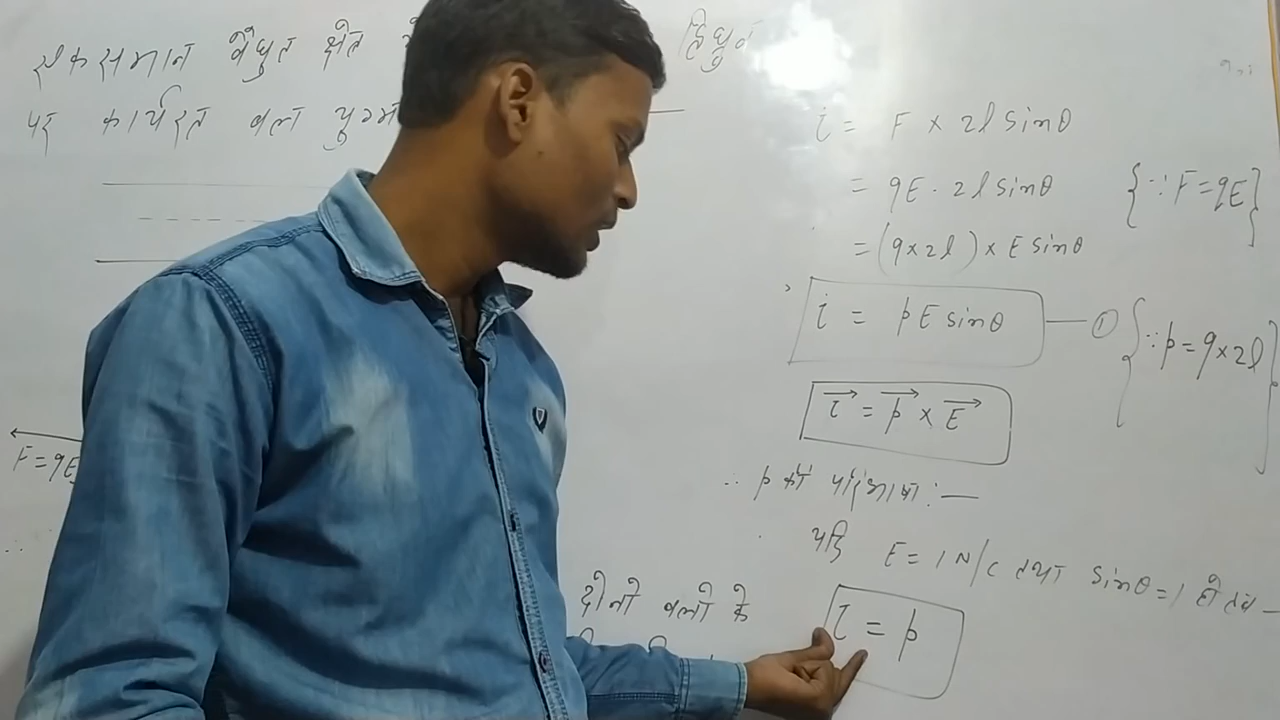 एकसमान वैद्युत क्षेत्र
द्विध्रुव
पर कार्यरत बल युग्म
τ = F × 2l sinθ
= qE · 2l sinθ {∵ F = qE}
= (q×2l) × E sinθ
τ = pE sinθ — ① {∵ p = q×2l}
τ⃗ = p⃗ × E⃗
∴ p की परिभाषा :—
यदि E = 1 N/C तथा sinθ = 1 हो तब —
τ = p
F = qE
दोनों बलों के